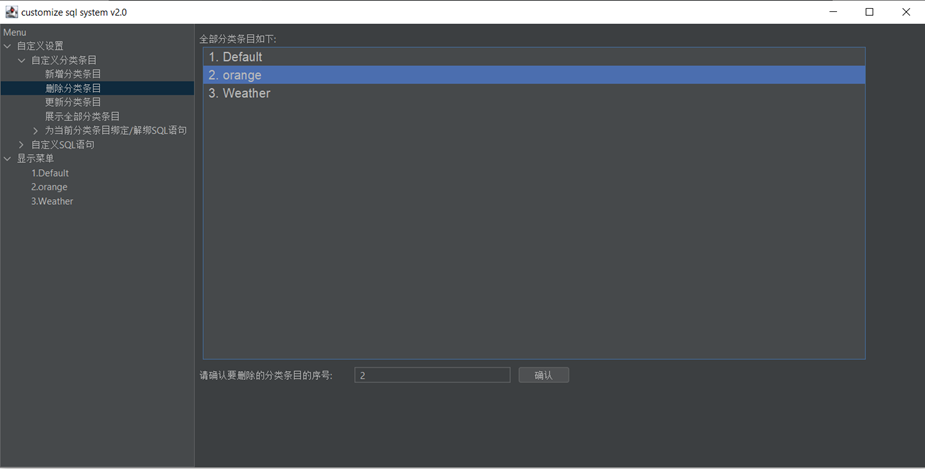 customize sql system v2.0
Menu
自定义设置
自定义分类条目
新增分类条目
删除分类条目
更新分类条目
展示全部分类条目
为当前分类条目绑定/解绑SQL语句
自定义SQL语句
显示菜单
1.Default
2.orange
3.Weather
全部分类条目如下:
1. Default
2. orange
3. Weather
请确认要删除的分类条目的序号:
2
确认